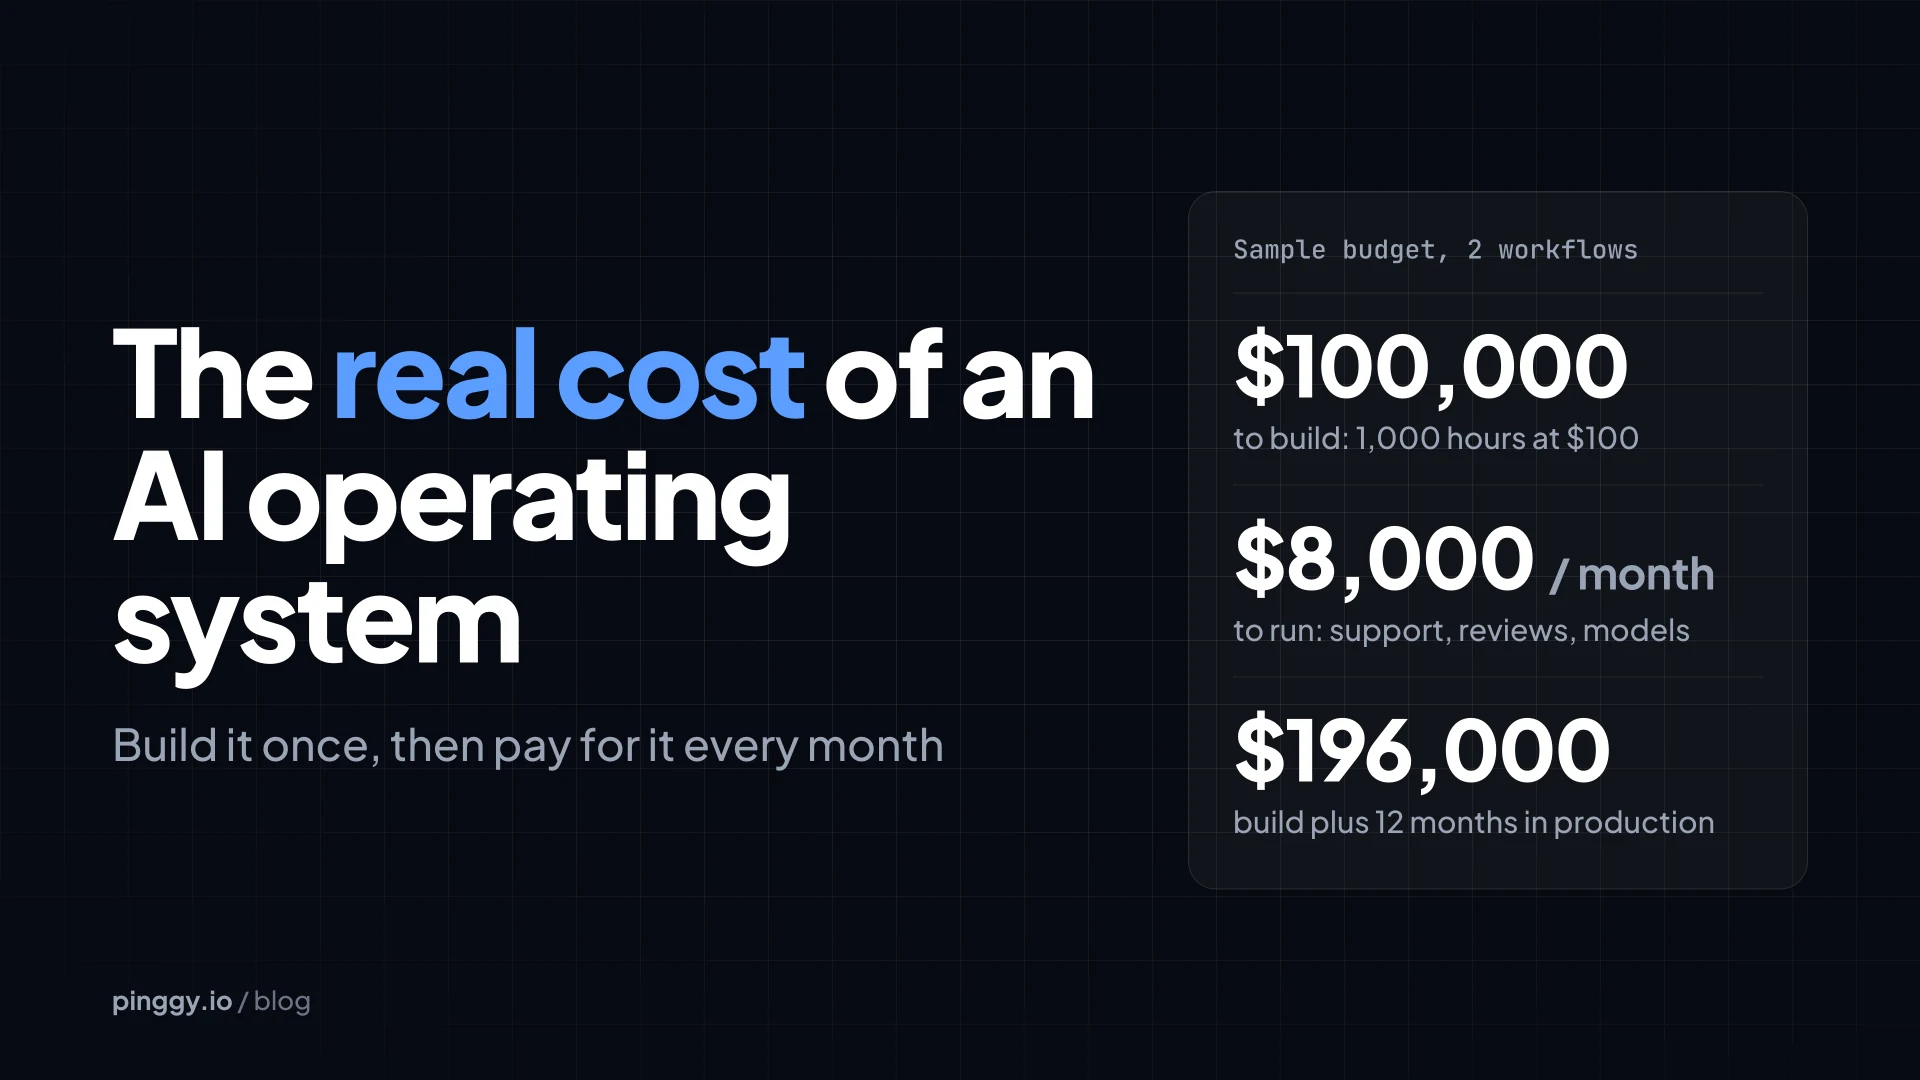 The real cost of an
AI operating
system
Build it once, then pay for it every month
Sample budget, 2 workflows
$100,000
to build: 1,000 hours at $100
$8,000 / month
to run: support, reviews, models
$196,000
build plus 12 months in production
pinggy.io / blog